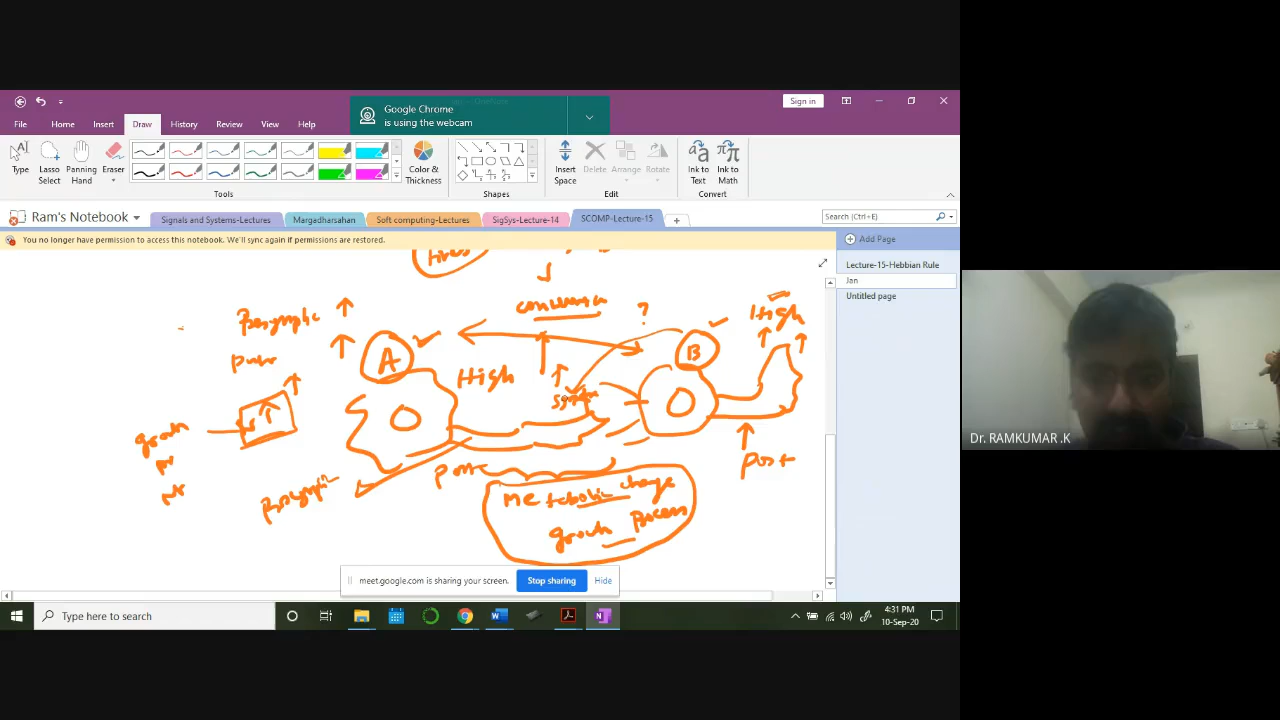 Google Chrome
is using the webcam
Sign in
File Home Insert Draw History Review View Help
Type
Lasso
Select
Panning
Hand
Eraser
Color &
Thickness
Insert
Space
Delete
Arrange
Rotate
Ink to
Text
Ink to
Math
Tools
Shapes
Edit
Convert
Ram's Notebook
Signals and Systems-Lectures
Margadharsahan
Soft computing-Lectures
SigSys-Lecture-14
SCOMP-Lecture-15
Search (Ctrl+E)
You no longer have permission to access this notebook. We'll sync again if permissions are restored.
Add Page
Lecture-15-Hebbian Rule
Jan
Untitled page
?
High
A
B
High
post
Metabolic change
growth Process
meet.google.com is sharing your screen.
Stop sharing
Hide
Type here to search
4:31 PM
10-Sep-20
Dr. RAMKUMAR .K